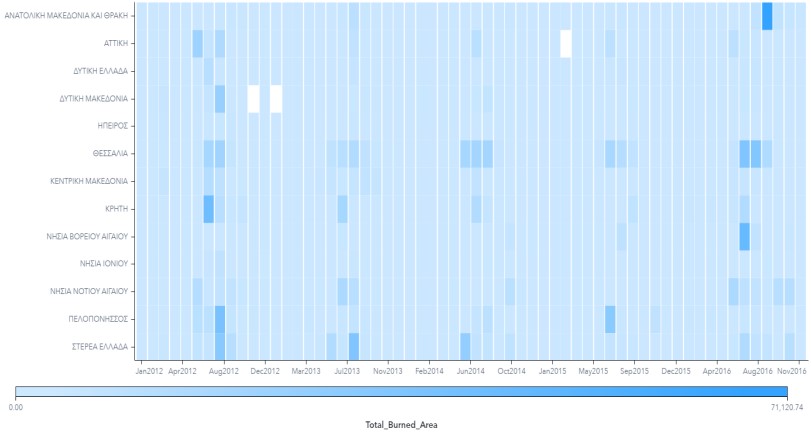 ΑΝΑΤΟΛΙΚΗ ΜΑΚΕΔΟΝΙΑ ΚΑΙ ΘΡΑΚΗ
ΑΤΤΙΚΗ
ΔΥΤΙΚΗ ΕΛΛΑΔΑ
ΔΥΤΙΚΗ ΜΑΚΕΔΟΝΙΑ
ΗΠΕΙΡΟΣ
ΘΕΣΣΑΛΙΑ
ΚΕΝΤΡΙΚΗ ΜΑΚΕΔΟΝΙΑ
ΚΡΗΤΗ
ΝΗΣΙΑ ΒΟΡΕΙΟΥ ΑΙΓΑΙΟΥ
ΝΗΣΙΑ ΙΟΝΙΟΥ
ΝΗΣΙΑ ΝΟΤΙΟΥ ΑΙΓΑΙΟΥ
ΠΕΛΟΠΟΝΗΣΣΟΣ
ΣΤΕΡΕΑ ΕΛΛΑΔΑ
Jan2012 Apr2012 Aug2012 Dec2012 Mar2013 Jul2013 Nov2013 Feb2014 Jun2014 Oct2014 Jan2015 May2015 Sep2015 Dec2015 Apr2016 Aug2016 Nov2016
0.00 71,120.74
Total_Burned_Area